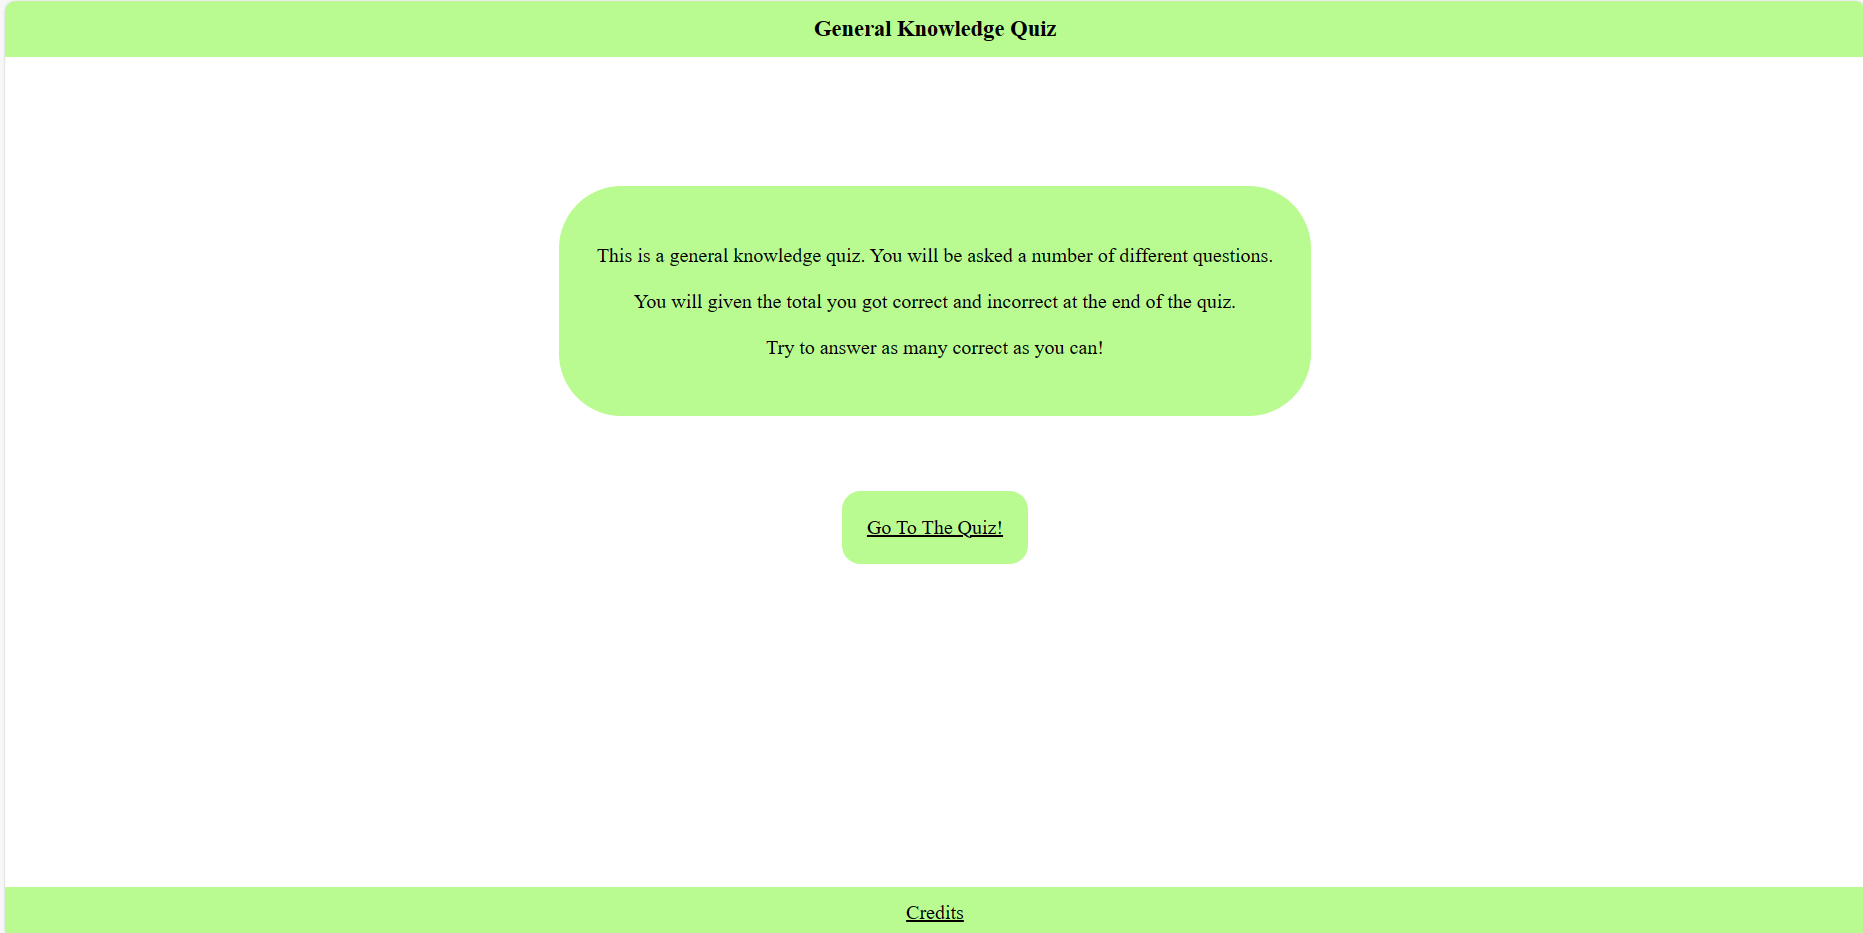 General Knowledge Quiz
This is a general knowledge quiz. You will be asked a number of different questions.
You will given the total you got correct and incorrect at the end of the quiz.
Try to answer as many correct as you can!
Go To The Quiz!
Credits